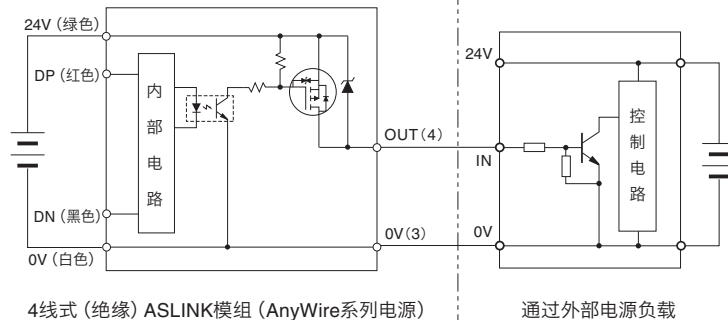 24V (绿色)
DP (红色)
内部电路
DN (黑色)
0V (白色)
OUT (4)
0V(3)
24V
IN
0V
控制电路
4线式 (绝缘) ASLINK模组 (AnyWire系列电源)
通过外部电源负载